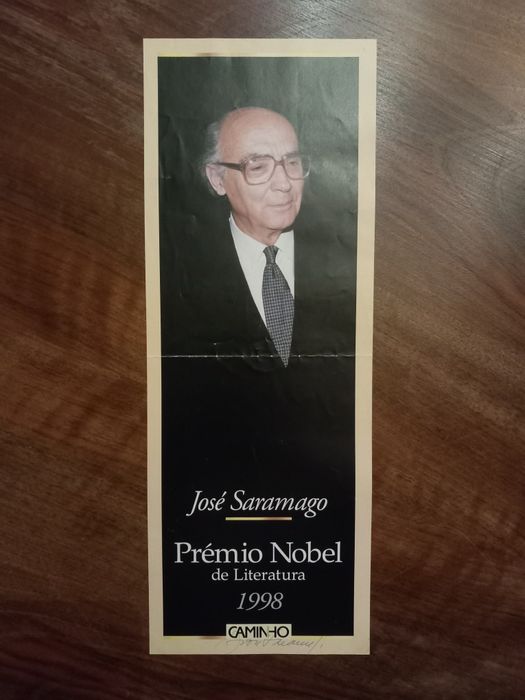 José Saramago
Prémio Nobel
de Literatura
1998
CAMINHO